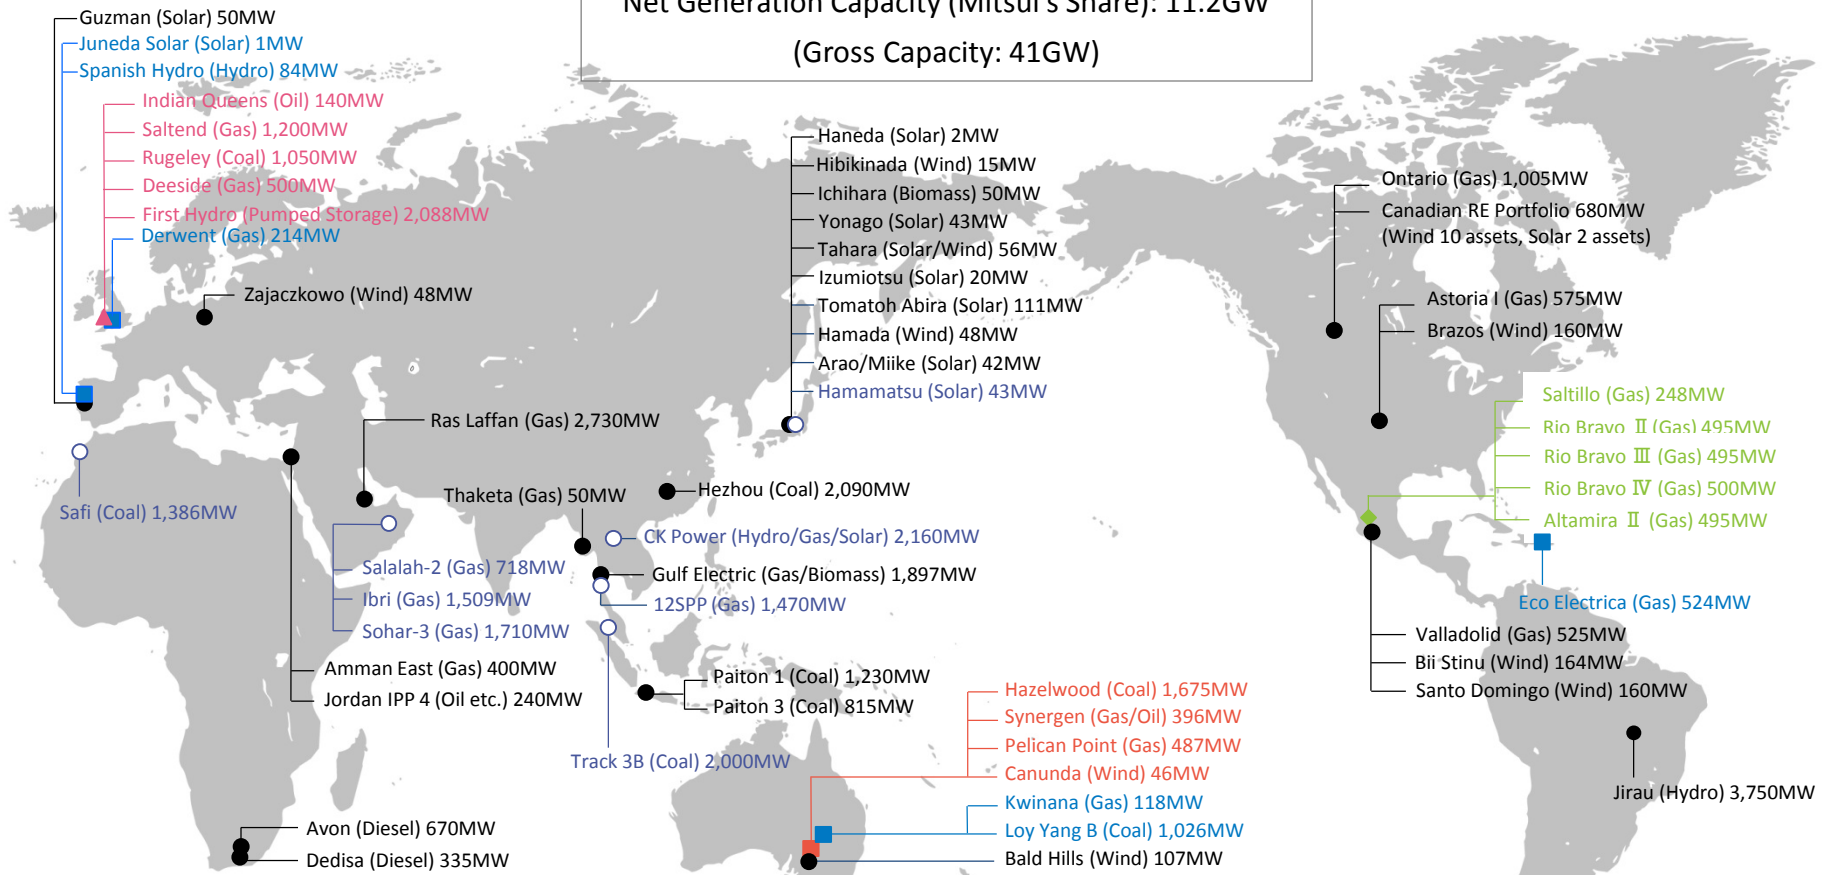 Net Generation Capacity (Mitsui's Share): 11.2GW
(Gross Capacity: 41GW)
Guzman (Solar) 50MW
Juneda Solar (Solar) 1MW
Spanish Hydro (Hydro) 84MW
Indian Queens (Oil) 140MW
Saltend (Gas) 1,200MW
Rugeley (Coal) 1,050MW
Deeside (Gas) 500MW
First Hydro (Pumped Storage) 2,088MW
Derwent (Gas) 214MW
Zajaczkowo (Wind) 48MW
Haneda (Solar) 2MW
Hibikinada (Wind) 15MW
Ichihara (Biomass) 50MW
Yonago (Solar) 43MW
Tahara (Solar/Wind) 56MW
Izumiotsu (Solar) 20MW
Tomatoh Abira (Solar) 111MW
Hamada (Wind) 48MW
Arao/Miike (Solar) 42MW
Hamamatsu (Solar) 43MW
Ontario (Gas) 1,005MW
Canadian RE Portfolio 680MW
(Wind 10 assets, Solar 2 assets)
Astoria I (Gas) 575MW
Brazos (Wind) 160MW
Saltillo (Gas) 248MW
Rio Bravo Ⅱ (Gas) 495MW
Rio Bravo Ⅲ (Gas) 495MW
Rio Bravo Ⅳ (Gas) 500MW
Altamira Ⅱ (Gas) 495MW
Eco Electrica (Gas) 524MW
Valladolid (Gas) 525MW
Bii Stinu (Wind) 164MW
Santo Domingo (Wind) 160MW
Jirau (Hydro) 3,750MW
Ras Laffan (Gas) 2,730MW
Safi (Coal) 1,386MW
Thaketa (Gas) 50MW
Hezhou (Coal) 2,090MW
CK Power (Hydro/Gas/Solar) 2,160MW
Gulf Electric (Gas/Biomass) 1,897MW
12SPP (Gas) 1,470MW
Salalah-2 (Gas) 718MW
Ibri (Gas) 1,509MW
Sohar-3 (Gas) 1,710MW
Amman East (Gas) 400MW
Jordan IPP 4 (Oil etc.) 240MW
Paiton 1 (Coal) 1,230MW
Paiton 3 (Coal) 815MW
Track 3B (Coal) 2,000MW
Hazelwood (Coal) 1,675MW
Synergen (Gas/Oil) 396MW
Pelican Point (Gas) 487MW
Canunda (Wind) 46MW
Kwinana (Gas) 118MW
Loy Yang B (Coal) 1,026MW
Bald Hills (Wind) 107MW
Avon (Diesel) 670MW
Dedisa (Diesel) 335MW